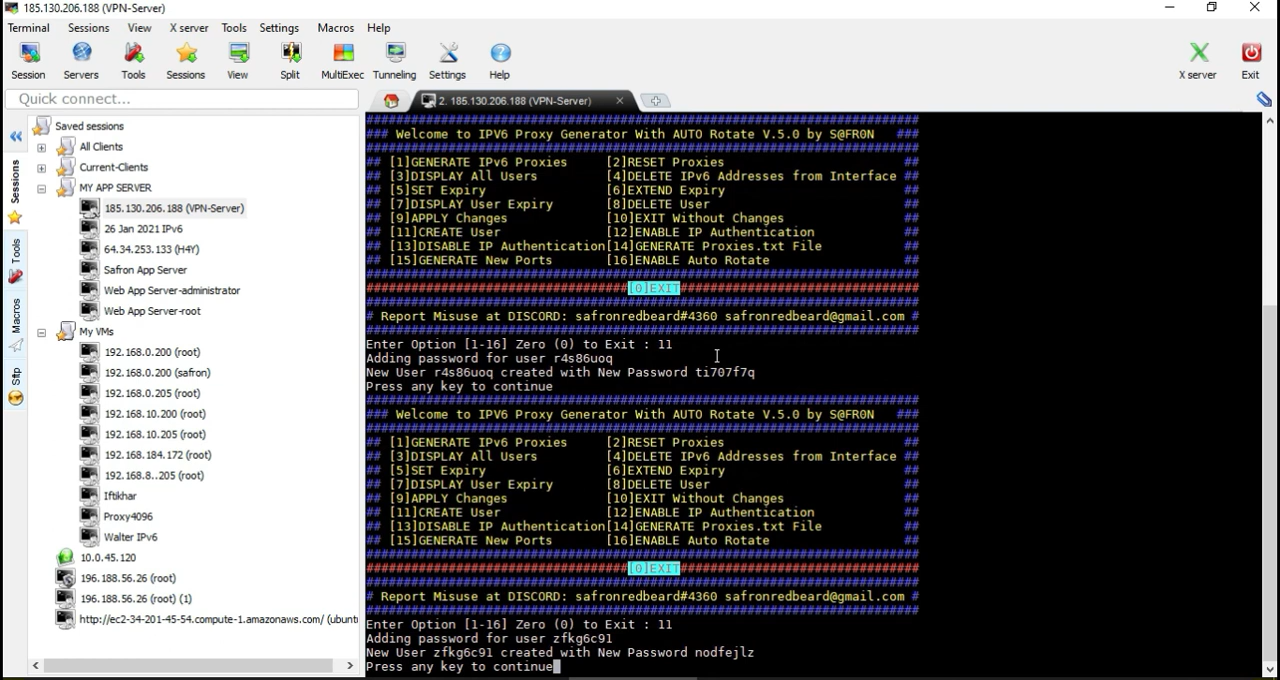 185.130.206.188 (VPN-Server)
Terminal Sessions View X server Tools Settings Macros Help
Session Servers Tools Sessions View Split MultiExec Tunneling Settings Help X server Exit
Quick connect...
2. 185.130.206.188 (VPN-Server)
Sessions
Tools
Macros
Sftp
Saved sessions
All Clients
Current-Clients
MY APP SERVER
185.130.206.188 (VPN-Server)
26 Jan 2021 IPv6
64.34.253.133 (H4Y)
Safron App Server
Web App Server-administrator
Web App Server-root
My VMs
192.168.0.200 (root)
192.168.0.200 (safron)
192.168.0.205 (root)
192.168.10.200 (root)
192.168.10.205 (root)
192.168.184.172 (root)
192.168.8..205 (root)
Iftikhar
Proxy4096
Walter IPv6
10.0.45.120
196.188.56.26 (root)
196.188.56.26 (root) (1)
http://ec2-34-201-45-54.compute-1.amazonaws.com/ (ubunt
### Welcome to IPV6 Proxy Generator With AUTO Rotate V.5.0 by S@FR0N ###
## [1]GENERATE IPv6 Proxies [2]RESET Proxies ##
## [3]DISPLAY All Users [4]DELETE IPv6 Addresses from Interface ##
## [5]SET Expiry [6]EXTEND Expiry ##
## [7]DISPLAY User Expiry [8]DELETE User ##
## [9]APPLY Changes [10]EXIT Without Changes ##
## [11]CREATE User [12]ENABLE IP Authentication ##
## [13]DISABLE IP Authentication[14]GENERATE Proxies.txt File ##
## [15]GENERATE New Ports [16]ENABLE Auto Rotate ##
[0]EXIT
# Report Misuse at DISCORD: safronredbeard#4360 safronredbeard@gmail.com #
Enter Option [1-16] Zero (0) to Exit : 11
Adding password for user r4s86uoq
New User r4s86uoq created with New Password ti707f7q
Press any key to continue
### Welcome to IPV6 Proxy Generator With AUTO Rotate V.5.0 by S@FR0N ###
## [1]GENERATE IPv6 Proxies [2]RESET Proxies ##
## [3]DISPLAY All Users [4]DELETE IPv6 Addresses from Interface ##
## [5]SET Expiry [6]EXTEND Expiry ##
## [7]DISPLAY User Expiry [8]DELETE User ##
## [9]APPLY Changes [10]EXIT Without Changes ##
## [11]CREATE User [12]ENABLE IP Authentication ##
## [13]DISABLE IP Authentication[14]GENERATE Proxies.txt File ##
## [15]GENERATE New Ports [16]ENABLE Auto Rotate ##
[0]EXIT
# Report Misuse at DISCORD: safronredbeard#4360 safronredbeard@gmail.com #
Enter Option [1-16] Zero (0) to Exit : 11
Adding password for user zfkg6c91
New User zfkg6c91 created with New Password nodfejlz
Press any key to continue